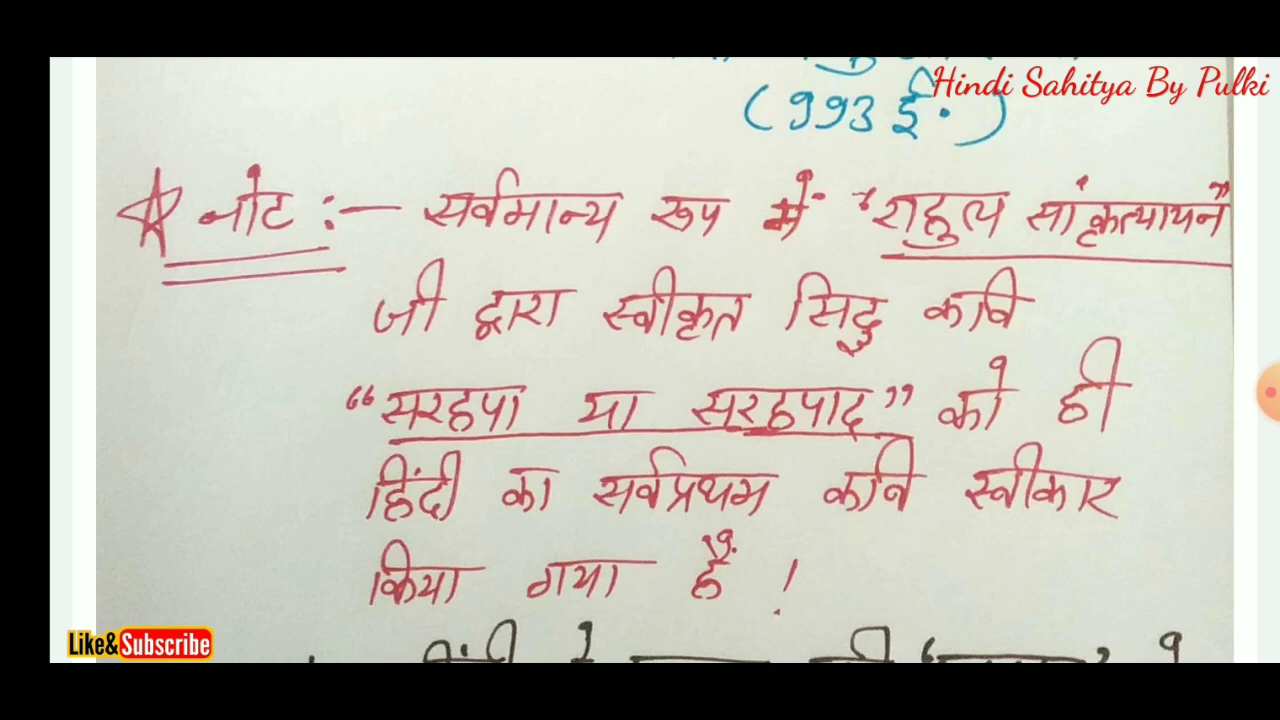 Hindi Sahitya By Pulki
(993 ई.)
नोट :- सर्वमान्य रूप में "राहुल सांकृत्यायन"
जी द्वारा स्वीकृत सिद्ध कवि
"सरहपा या सरहपाद" को ही
हिंदी का सर्वप्रथम कवि स्वीकार
किया गया है !
Like& Subscribe